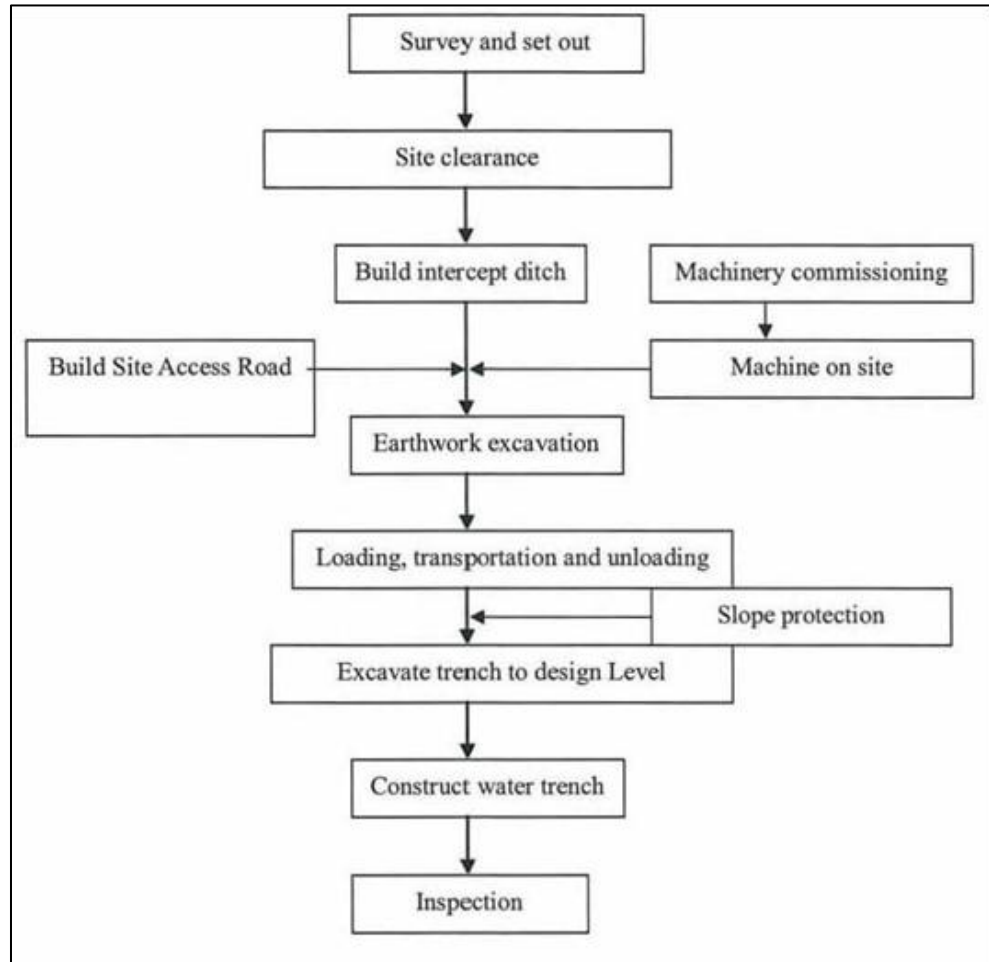 Survey and set out
Site clearance
Build intercept ditch
Machinery commissioning
Build Site Access Road
Machine on site
Earthwork excavation
Loading, transportation and unloading
Slope protection
Excavate trench to design Level
Construct water trench
Inspection